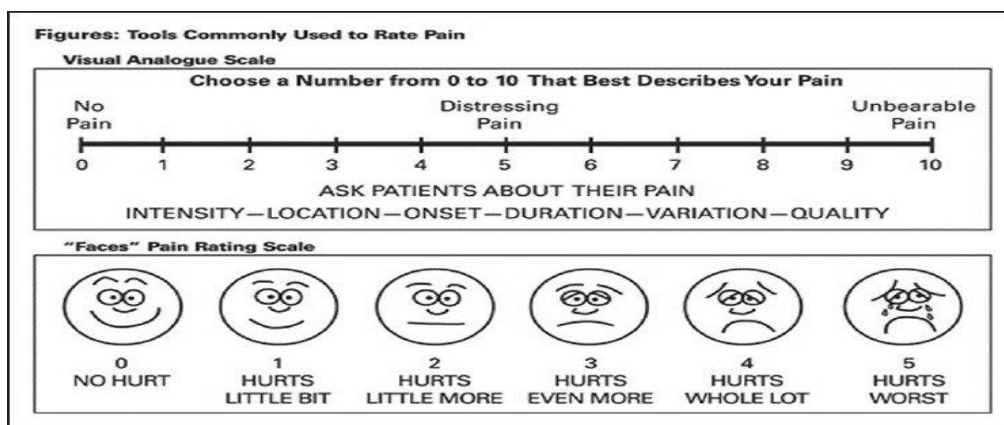 Figures: Tools Commonly Used to Rate Pain
Visual Analogue Scale
Choose a Number from 0 to 10 That Best Describes Your Pain
No Distressing Unbearable
Pain Pain Pain
0 1 2 3 4 5 6 7 8 9 10
ASK PATIENTS ABOUT THEIR PAIN
INTENSITY—LOCATION—ONSET—DURATION—VARIATION—QUALITY
"Faces" Pain Rating Scale
0 1 2 3 4 5
NO HURT HURTS HURTS HURTS HURTS HURTS
LITTLE BIT LITTLE MORE EVEN MORE WHOLE LOT WORST